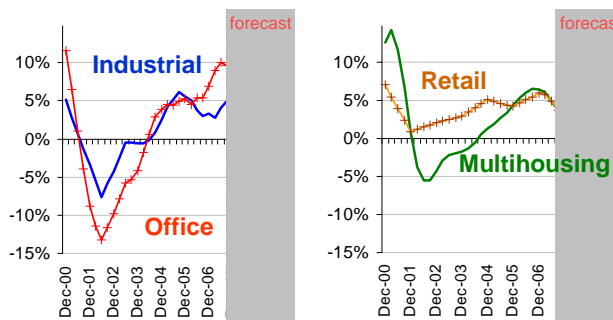 forecast
10%
5%
0%
-5%
-10%
-15%
Industrial
Office
Dec-00
Dec-01
Dec-02
Dec-03
Dec-04
Dec-05
Dec-06
forecas
10%
5%
0%
-5%
-10%
-15%
Retail
Multihousing
Dec-00
Dec-01
Dec-02
Dec-03
Dec-04
Dec-05
Dec-06